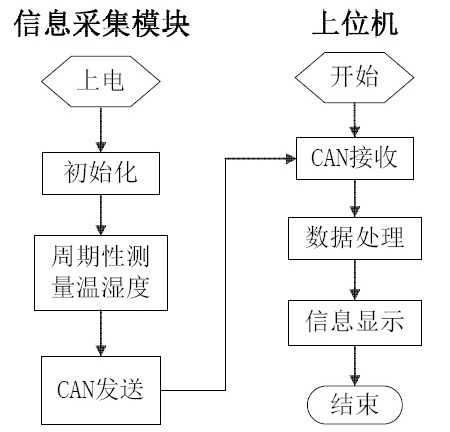 信息采集模块
上电
初始化
周期性测
量温湿度
CAN发送
上位机
开始
CAN接收
数据处理
信息显示
结束